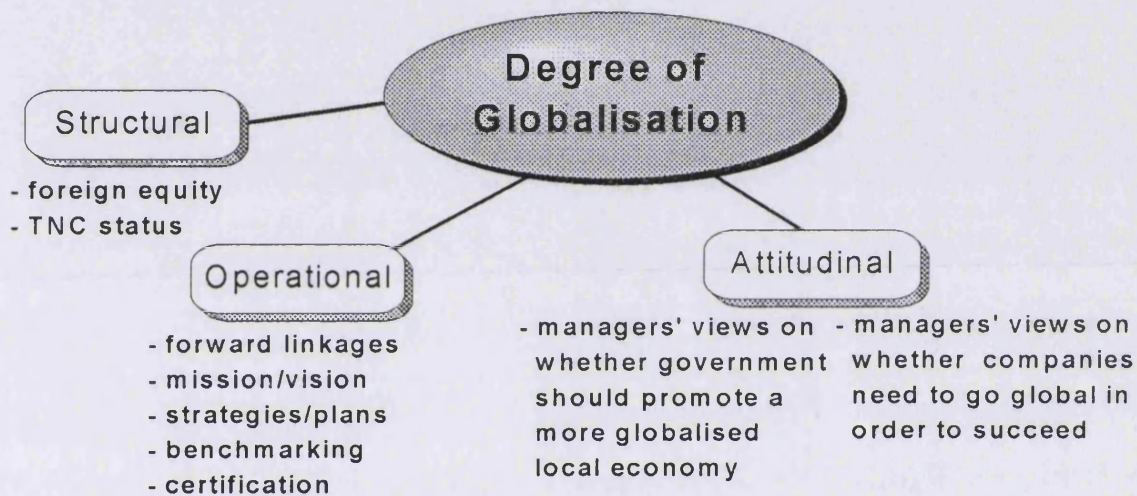 Degree of
Globalisation
Structural
- foreign equity
- TNC status
Operational
- forward linkages
- mission/vision
- strategies/plans
- benchmarking
- certification
Attitudinal
- managers' views on
whether government
should promote a
more globalised
local economy
- managers' views on
whether companies
need to go global in
order to succeed